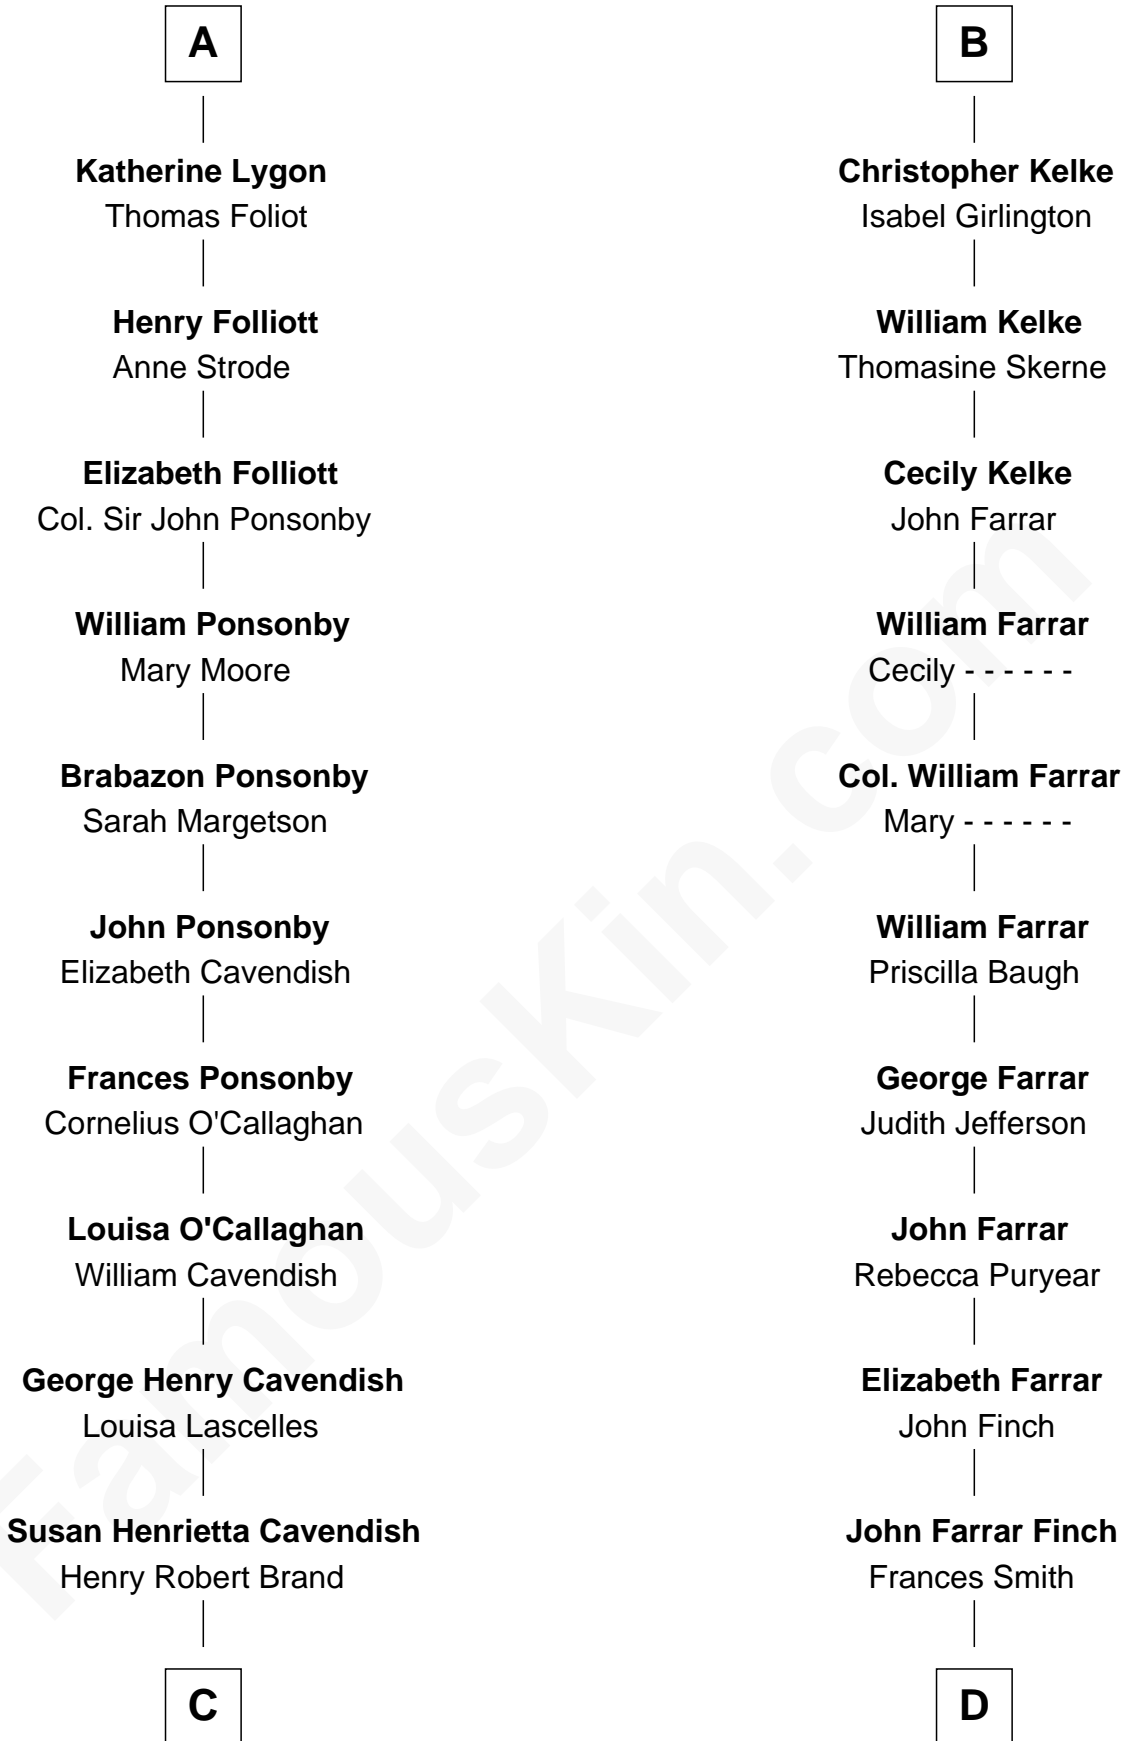 A
Katherine Lygon
Thomas Foliot
Henry Folliott
Anne Strode
Elizabeth Folliott
Col. Sir John Ponsonby
William Ponsonby
Mary Moore
Brabazon Ponsonby
Sarah Margetson
John Ponsonby
Elizabeth Cavendish
Frances Ponsonby
Cornelius O'Callaghan
Louisa O'Callaghan
William Cavendish
George Henry Cavendish
Louisa Lascelles
Susan Henrietta Cavendish
Henry Robert Brand
C
B
Christopher Kelke
Isabel Girlington
William Kelke
Thomasine Skerne
Cecily Kelke
John Farrar
William Farrar
Cecily - - - - - -
Col. William Farrar
Mary - - - - - -
William Farrar
Priscilla Baugh
George Farrar
Judith Jefferson
John Farrar
Rebecca Puryear
Elizabeth Farrar
John Finch
John Farrar Finch
Frances Smith
D
FamousKin.com